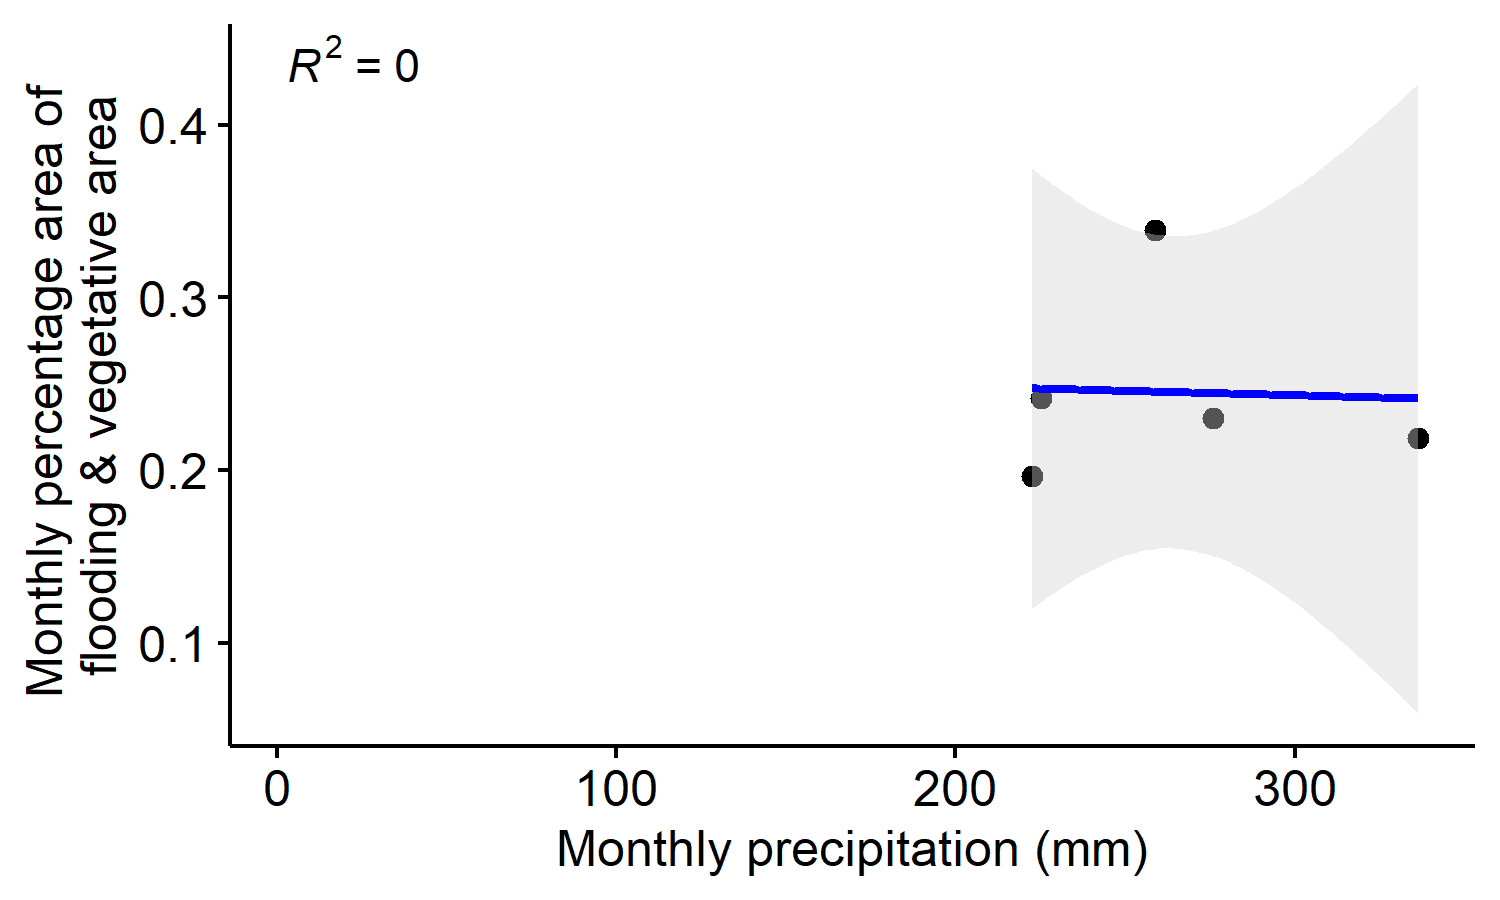 R² = 0
Monthly percentage area of
flooding & vegetative area
0.4
0.3
0.2
0.1
0 100 200 300
Monthly precipitation (mm)